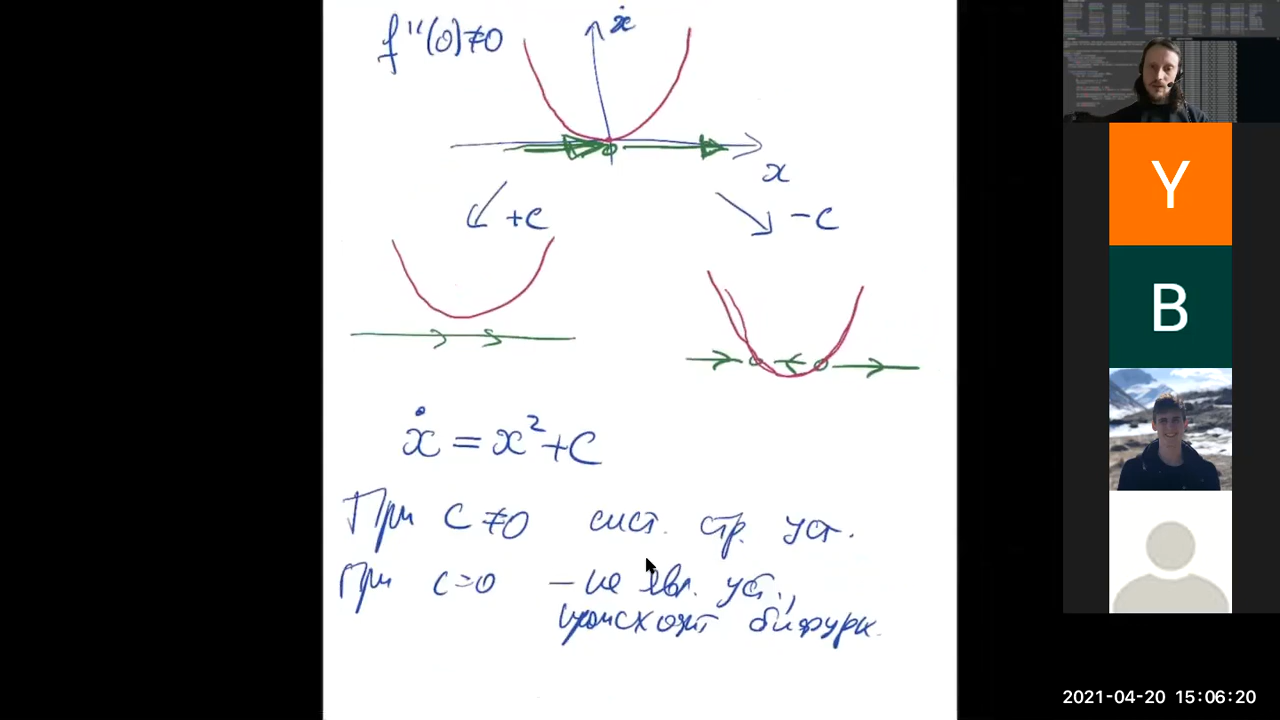 f''(0)≠0
ẋ
x
+c
-c
ẋ = x²+c
При c≠0 сист. стр. уст.
При c=0 - не явл. уст.,
происходит бифурк.
Y
B
2021-04-20 15:06:20